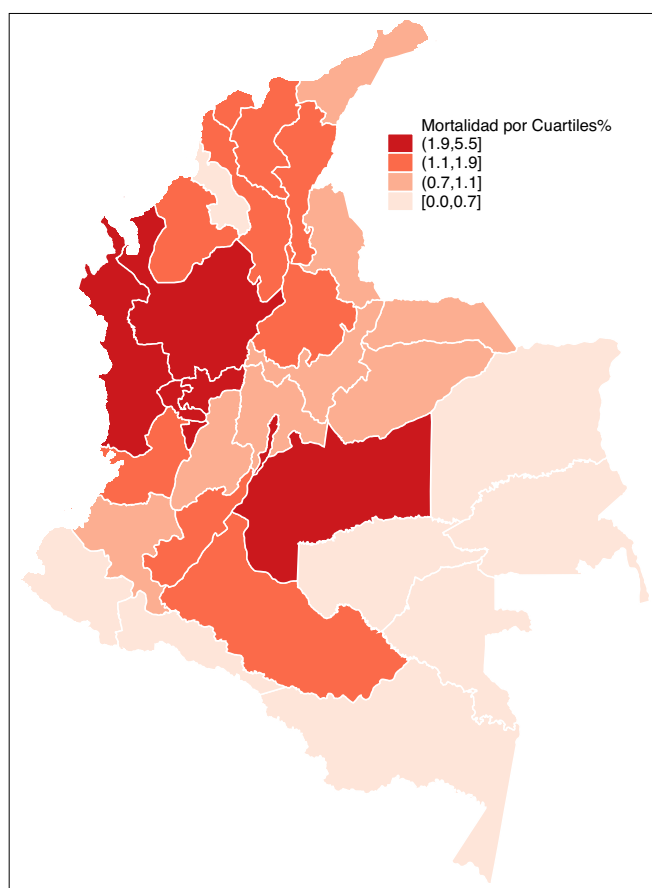 Mortalidad por Cuartiles%
(1.9,5.5]
(1.1,1.9]
(0.7,1.1]
[0.0,0.7]